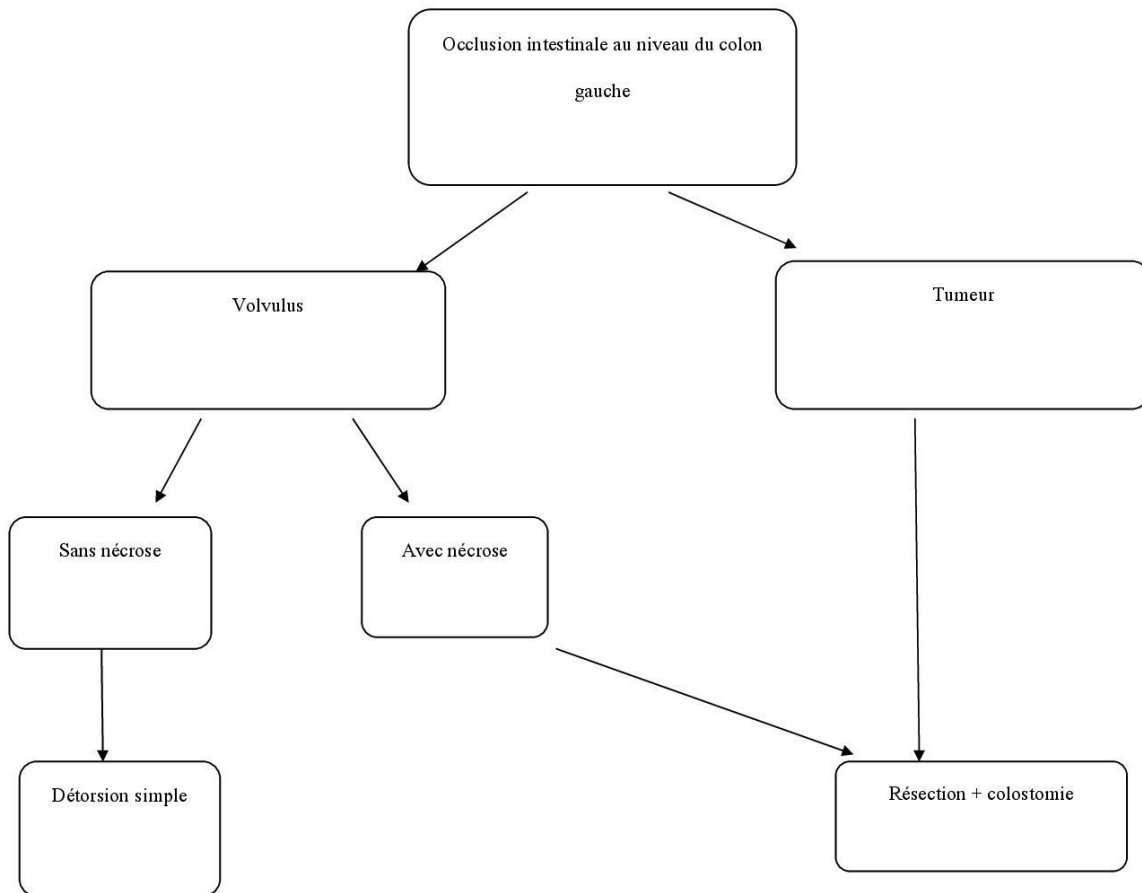 Occlusion intestinale au niveau du colon
gauche
Volvulus
Tumeur
Sans nécrose
Avec nécrose
Détorsion simple
Résection + colostomie